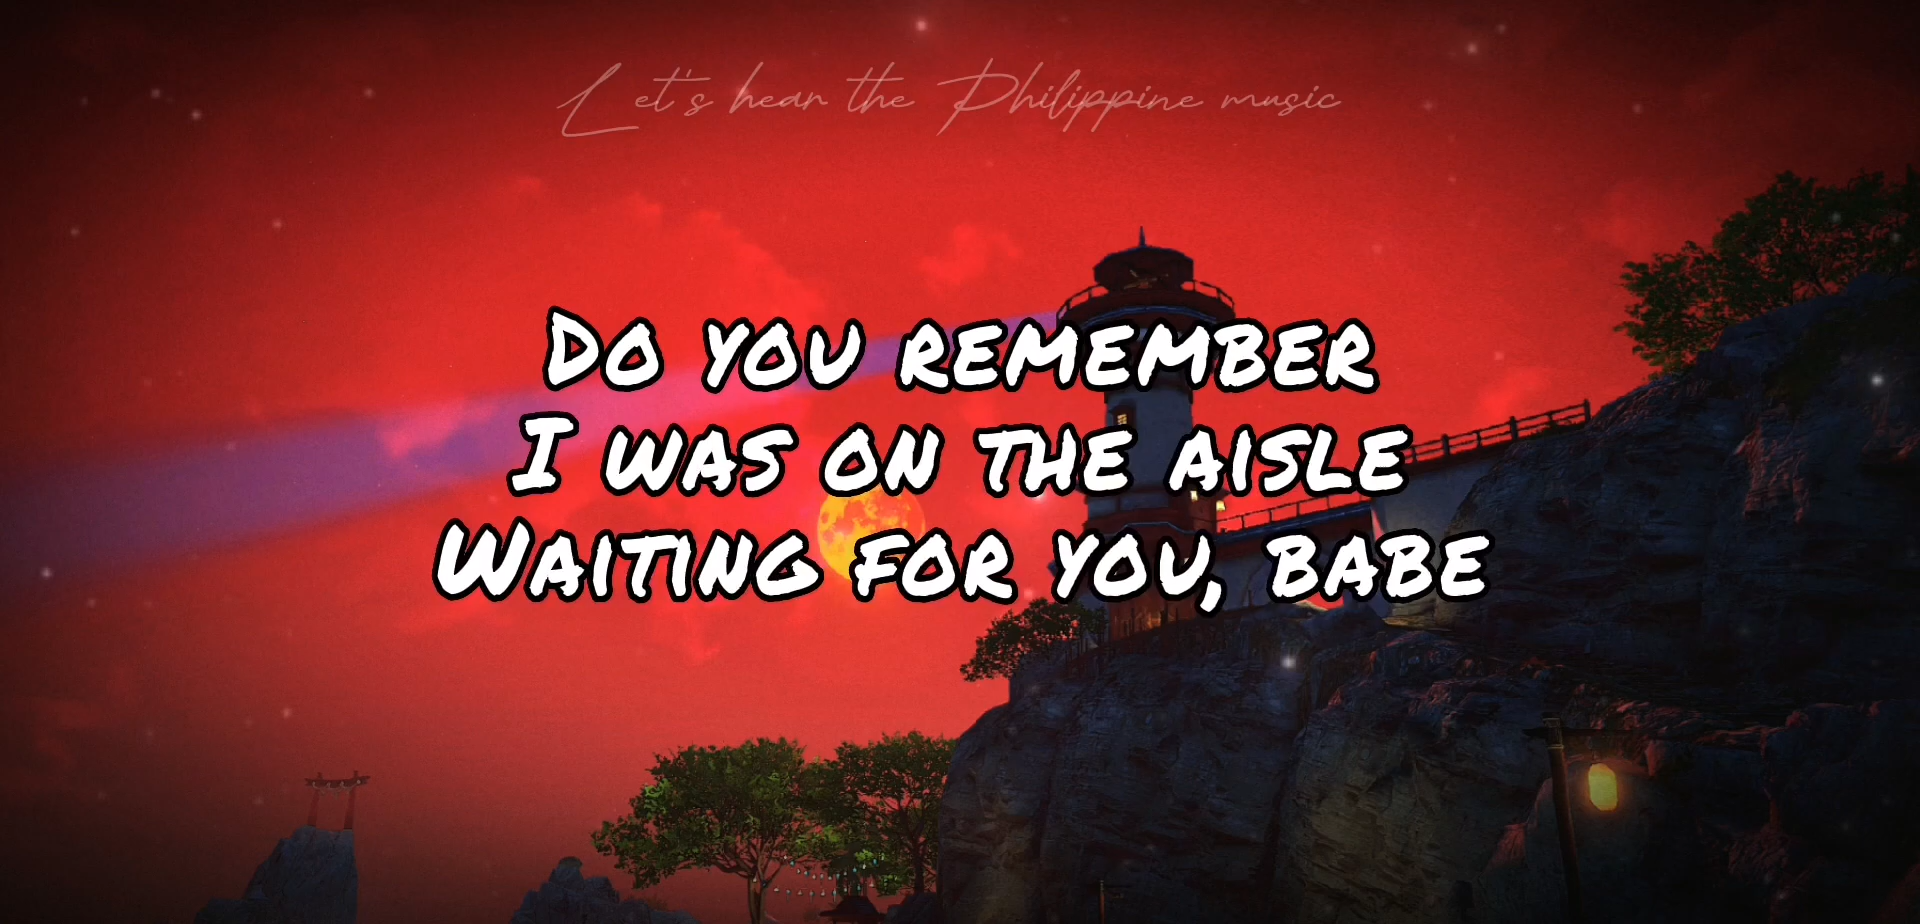 Let's hear the Philippine music
Do you remember
I was on the aisle
Waiting for you, babe